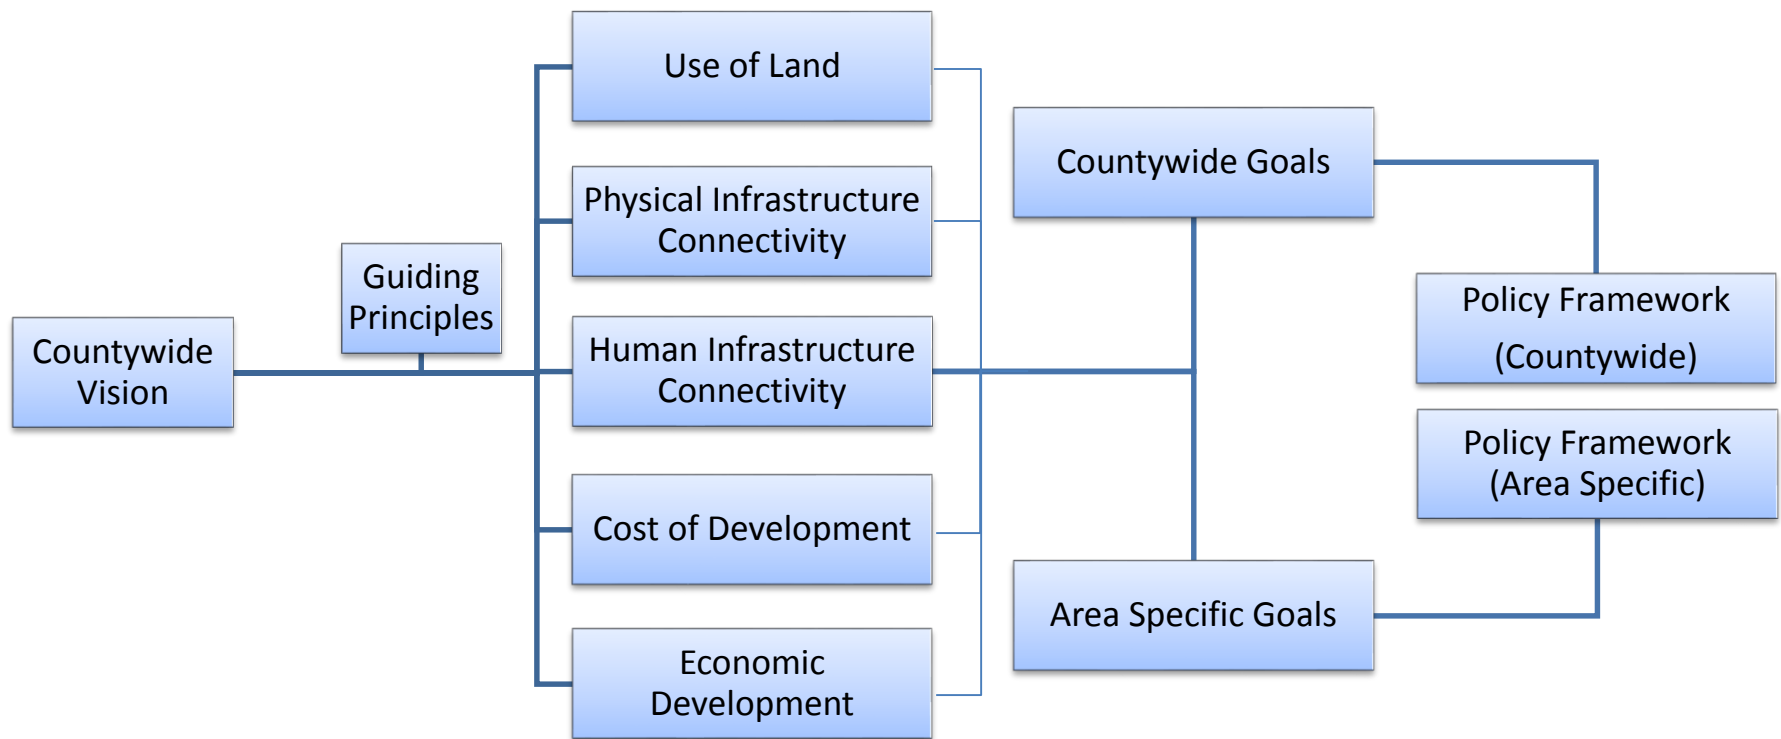 Countywide
Vision
Guiding
Principles
Use of Land
Physical Infrastructure
Connectivity
Human Infrastructure
Connectivity
Cost of Development
Economic
Development
Countywide Goals
Area Specific Goals
Policy Framework
(Countywide)
Policy Framework
(Area Specific)